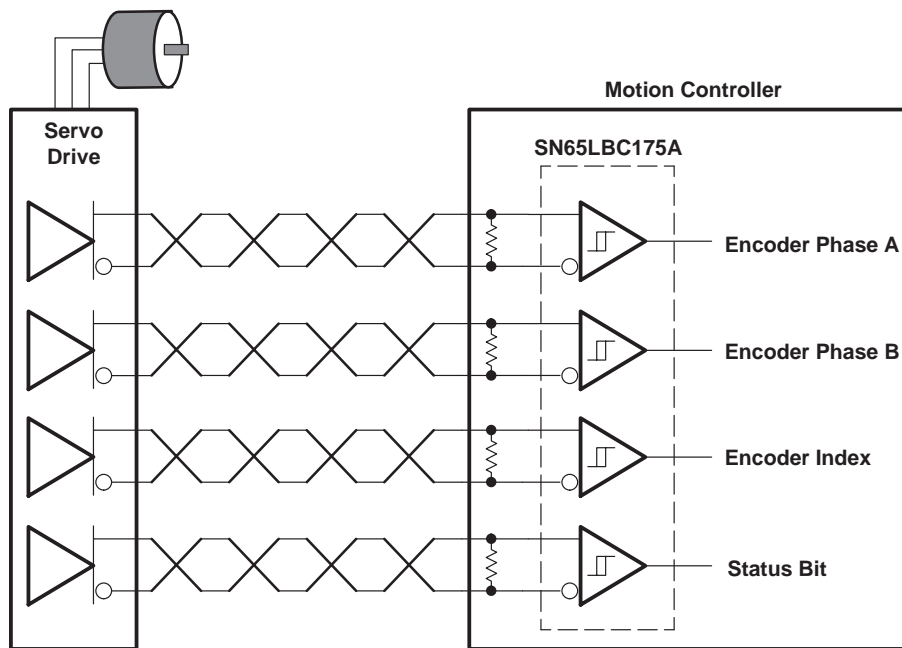 Motion Controller
Servo
Drive
SN65LBC175A
Encoder Phase A
Encoder Phase B
Encoder Index
Status Bit